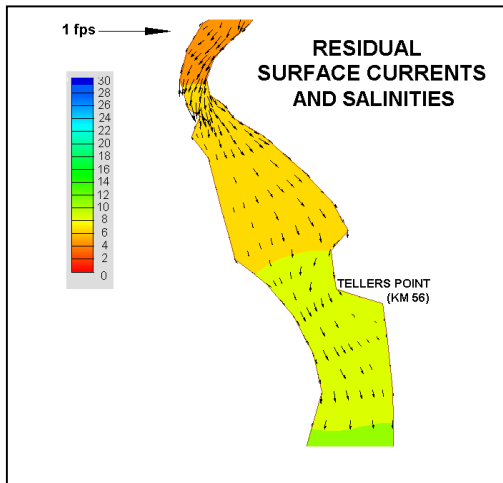 1 fps
RESIDUAL
SURFACE CURRENTS
AND SALINITIES
30
28
26
24
22
20
18
16
14
12
10
8
6
4
2
0
TELLERS POINT
(KM 56)